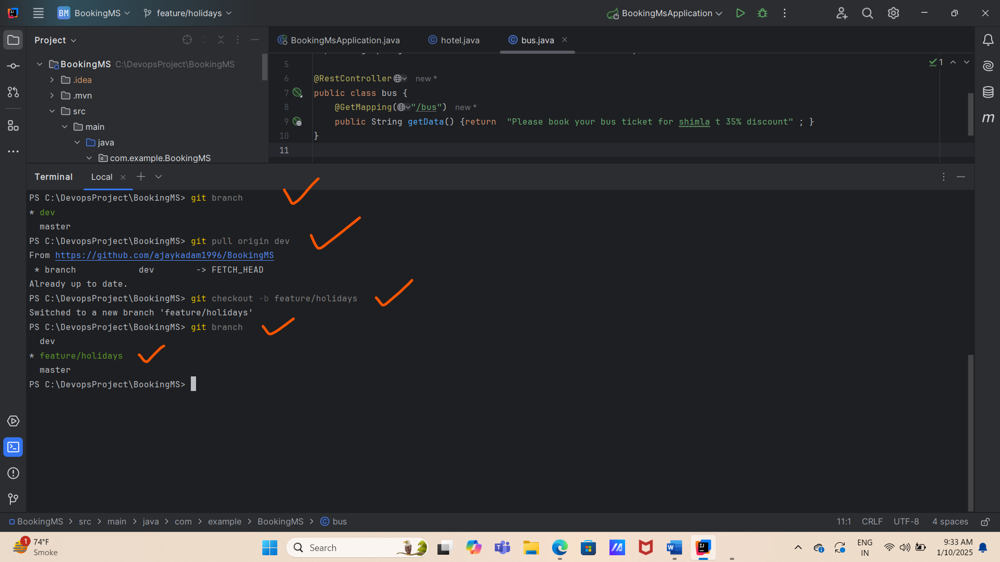 BM BookingMS feature/holidays BookingMsApplication
Project
BookingMsApplication.java hotel.java bus.java
BookingMS C:\DevopsProject\BookingMS
.idea
.mvn
src
main
java
com.example.BookingMS
5
6 @RestController new *
7 public class bus {
8 @GetMapping("/bus") new *
9 public String getData() {return "Please book your bus ticket for shimla t 35% discount" ; }
10 }
11
1
Terminal Local
PS C:\DevopsProject\BookingMS> git branch
* dev
master
PS C:\DevopsProject\BookingMS> git pull origin dev
From https://github.com/ajaykadam1996/BookingMS
* branch dev -> FETCH_HEAD
Already up to date.
PS C:\DevopsProject\BookingMS> git checkout -b feature/holidays
Switched to a new branch 'feature/holidays'
PS C:\DevopsProject\BookingMS> git branch
dev
* feature/holidays
master
PS C:\DevopsProject\BookingMS>
BookingMS > src > main > java > com > example > BookingMS > bus 11:1 CRLF UTF-8 4 spaces
1 74°F
Smoke
Search
ENG
IN
9:33 AM
1/10/2025